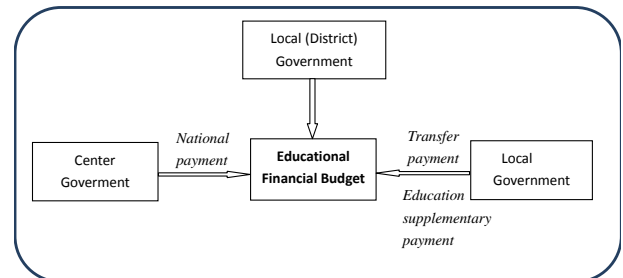 Local (District)
Government
National
payment
Transfer
payment
Center
Goverment
Educational
Financial Budget
Local
Government
Education
supplementary
payment